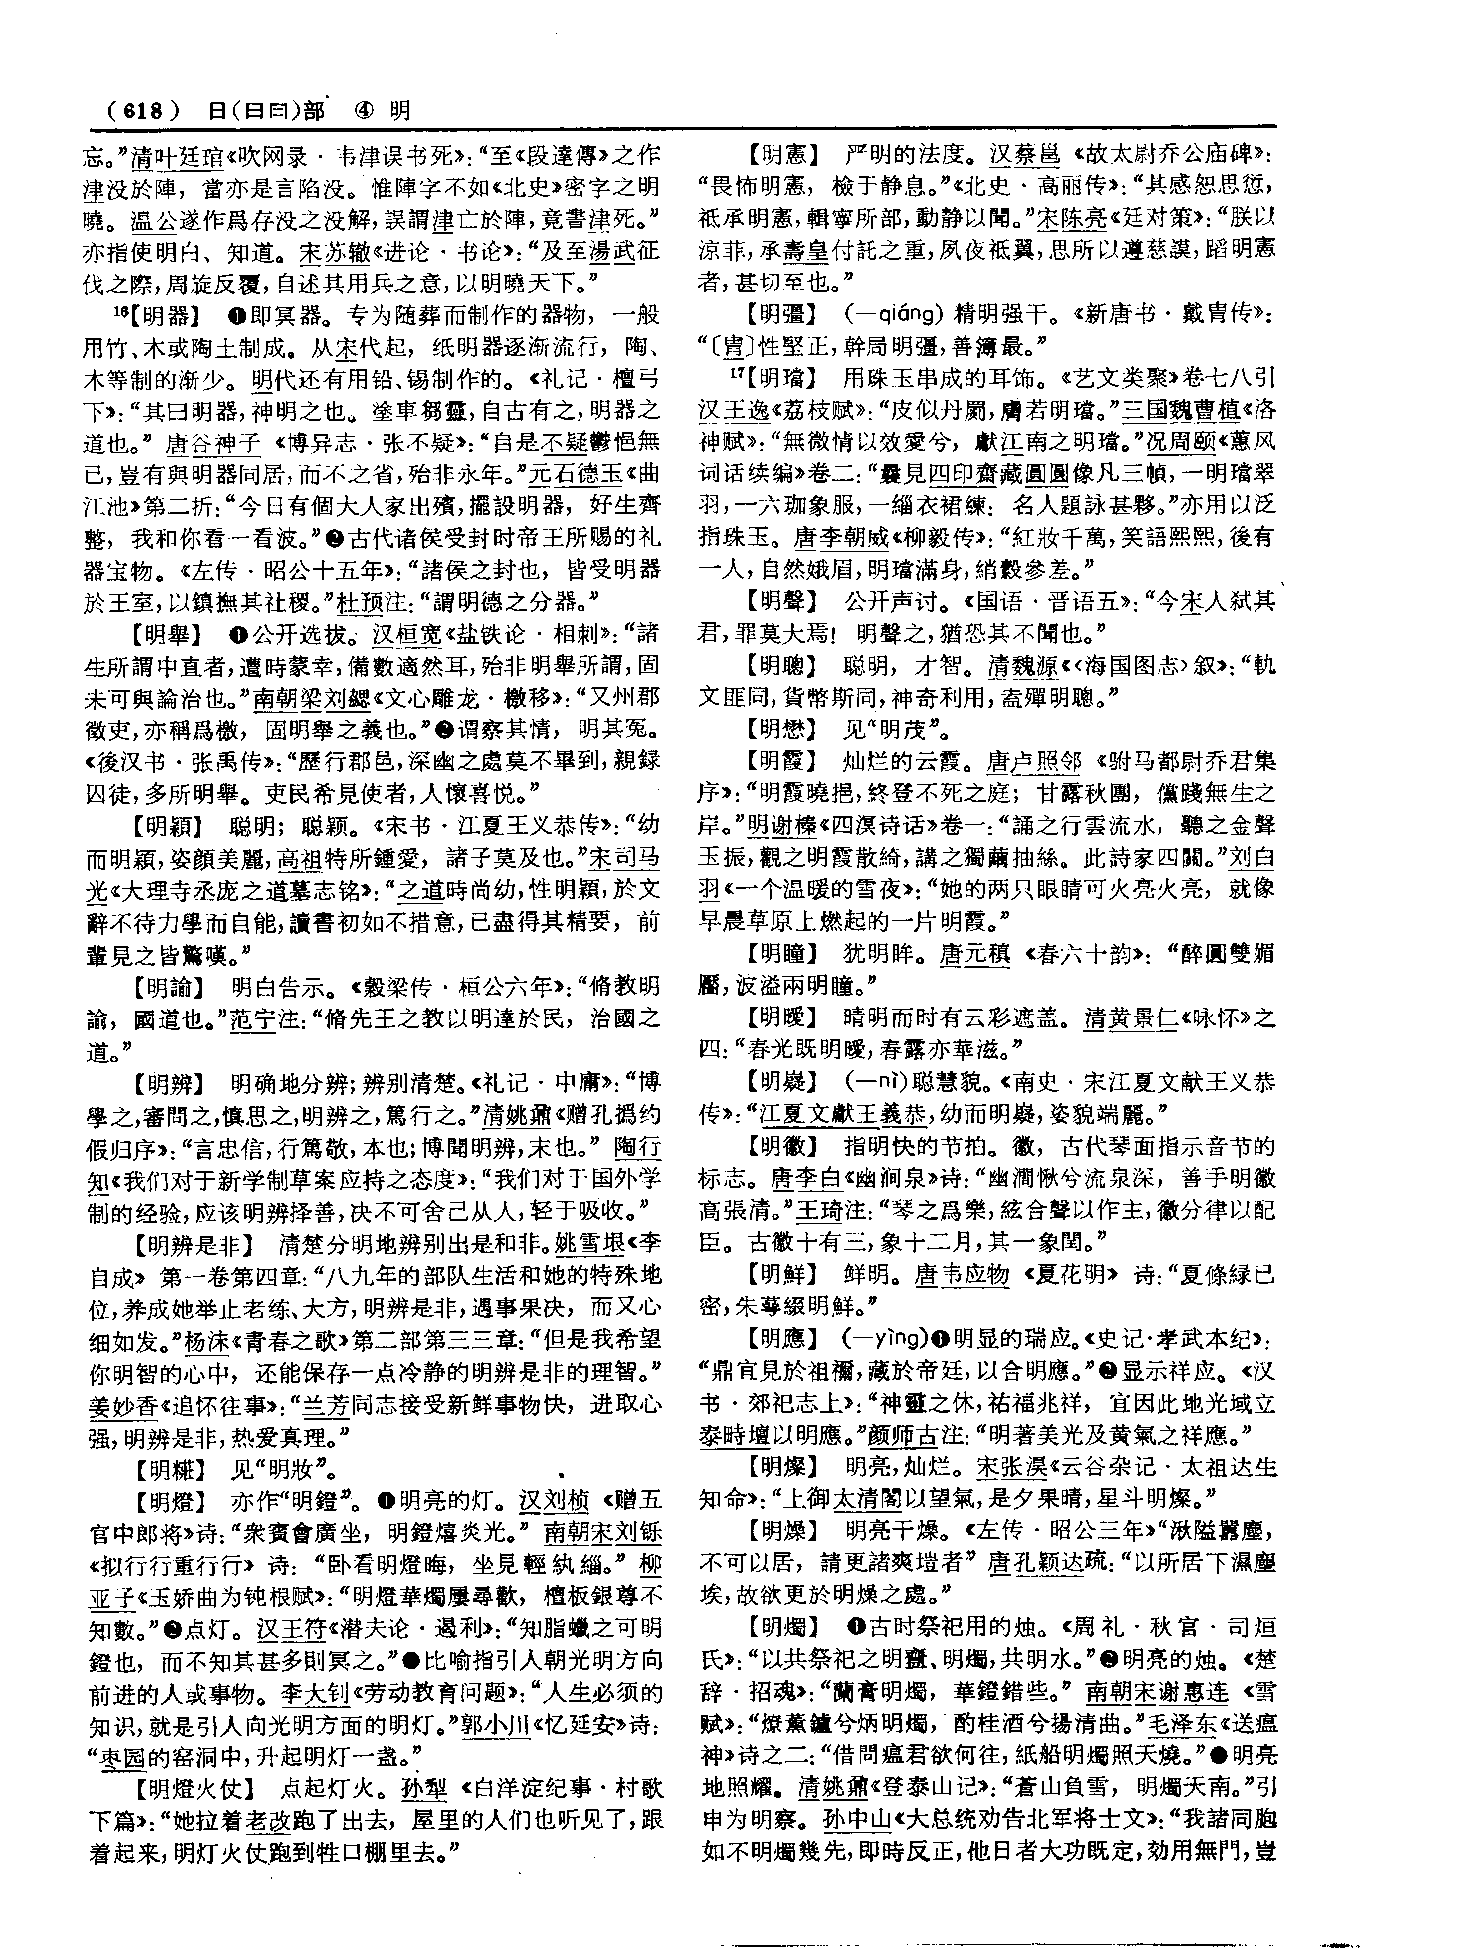 (618) 日(曰⺜)部 ④ 明
忘。”清叶廷琯《吹网录·韦津误书死》：“至《段達傳》之作
津没於陣，當亦是言陷没。惟陣字不如《北史》密字之明
曉。温公遂作爲存没之没解，誤謂津亡於陣，竟書津死。”
亦指使明白、知道。宋苏辙《进论·书论》：“及至湯武征
伐之際，周旋反覆，自述其用兵之意，以明曉天下。”
16【明器】 ❶即冥器。专为随葬而制作的器物，一般
用竹、木或陶土制成。从宋代起，纸明器逐渐流行，陶、
木等制的渐少。明代还有用铅、锡制作的。《礼记·檀弓
下》：“其曰明器，神明之也。塗車芻靈，自古有之，明器之
道也。”唐谷神子《博异志·张不疑》：“自是不疑鬱悒無
已，豈有與明器同居，而不之省，殆非永年。”元石德玉《曲
江池》第二折：“今日有個大人家出殯，擺設明器，好生齊
整，我和你看一看波。”❷古代诸侯受封时帝王所赐的礼
器宝物。《左传·昭公十五年》：“諸侯之封也，皆受明器
於王室，以鎮撫其社稷。”杜预注：“謂明德之分器。”
【明舉】 ❶公开选拔。汉桓宽《盐铁论·相刺》：“諸
生所謂中直者，遭時蒙幸，備數適然耳，殆非明舉所謂，固
未可與論治也。”南朝梁刘勰《文心雕龙·檄移》：“又州郡
徵吏，亦稱爲檄，固明舉之義也。”❷谓察其情，明其冤。
《後汉书·张禹传》：“歷行郡邑，深幽之處莫不畢到，親録
囚徒，多所明舉。吏民希見使者，人懷喜悦。”
【明穎】 聪明；聪颖。《宋书·江夏王义恭传》：“幼
而明穎，姿顔美麗，高祖特所鍾愛，諸子莫及也。”宋司马
光《大理寺丞庞之道墓志铭》：“之道時尚幼，性明穎，於文
辭不待力學而自能，讀書初如不措意，已盡得其精要，前
輩見之皆驚嘆。”
【明諭】 明白告示。《穀梁传·桓公六年》：“脩教明
諭，國道也。”范宁注：“脩先王之教以明達於民，治國之
道。”
【明辨】 明确地分辨；辨别清楚。《礼记·中庸》：“博
學之，審問之，慎思之，明辨之，篤行之。”清姚鼐《赠孔撝约
假归序》：“言忠信，行篤敬，本也；博聞明辨，末也。”陶行
知《我们对于新学制草案应持之态度》：“我们对于国外学
制的经验，应该明辨择善，决不可舍己从人，轻于吸收。”
【明辨是非】 清楚分明地辨别出是和非。姚雪垠《李
自成》第一卷第四章：“八九年的部队生活和她的特殊地
位，养成她举止老练、大方，明辨是非，遇事果决，而又心
细如发。”杨沫《青春之歌》第二部第三三章：“但是我希望
你明智的心中，还能保存一点冷静的明辨是非的理智。”
姜妙香《追怀往事》：“兰芳同志接受新鲜事物快，进取心
强，明辨是非，热爱真理。”
【明糚】 见“明妝”。
【明燈】 亦作“明鐙”。❶明亮的灯。汉刘桢《赠五
官中郎将》诗：“衆賓會廣坐，明鐙熺炎光。”南朝宋刘铄
《拟行行重行行》诗：“卧看明燈晦，坐見輕紈緇。”柳
亚子《玉娇曲为钝根赋》：“明燈華燭屢尋歡，檀板銀尊不
知數。”❷点灯。汉王符《潜夫论·遏利》：“知脂蠟之可明
鐙也，而不知其甚多則冥之。”●比喻指引人朝光明方向
前进的人或事物。李大钊《劳动教育问题》：“人生必须的
知识，就是引人向光明方面的明灯。”郭小川《忆延安》诗：
“枣园的窑洞中，升起明灯一盏。”
【明燈火仗】 点起灯火。孙犁《白洋淀纪事·村歌
下篇》：“她拉着老改跑了出去，屋里的人们也听见了，跟
着起来，明灯火仗跑到牲口棚里去。”
【明憲】 严明的法度。汉蔡邕《故太尉乔公庙碑》：
“畏怖明憲，檢于静息。”《北史·高丽传》：“其感恕思愆，
祗承明憲，輯寧所部，動静以聞。”宋陈亮《廷对策》：“朕以
涼菲，承壽皇付託之重，夙夜祗翼，思所以遵慈謨，蹈明憲
者，甚切至也。”
【明彊】 (—qiáng) 精明强干。《新唐书·戴胄传》：
“〔胄〕性堅正，幹局明彊，善簿最。”
17【明璫】 用珠玉串成的耳饰。《艺文类聚》卷七八引
汉王逸《荔枝赋》：“皮似丹罽，膚若明璫。”三国魏曹植《洛
神赋》：“無微情以效愛兮，獻江南之明璫。”况周颐《蕙风
词话续编》卷二：“曩見四印齋藏圓圓像凡三幀，一明璫翠
羽，一六珈象服，一緇衣裙練：名人題詠甚夥。”亦用以泛
指珠玉。唐李朝威《柳毅传》：“紅妝千萬，笑語熙熙，後有
一人，自然娥眉，明璫滿身，綃縠參差。”
【明聲】 公开声讨。《国语·晋语五》：“今宋人弑其
君，罪莫大焉！明聲之，猶恐其不聞也。”
【明聰】 聪明，才智。清魏源《〈海国图志〉叙》：“軌
文匪同，貨幣斯同，神奇利用，盍殫明聰。”
【明懋】 见“明茂”。
【明霞】 灿烂的云霞。唐卢照邻《驸马都尉乔君集
序》：“明霞曉挹，終登不死之庭；甘露秋團，儻踐無生之
岸。”明谢榛《四溟诗话》卷一：“誦之行雲流水，聽之金聲
玉振，觀之明霞散綺，講之獨繭抽絲。此詩家四關。”刘白
羽《一个温暖的雪夜》：“她的两只眼睛可火亮火亮，就像
早晨草原上燃起的一片明霞。”
【明瞳】 犹明眸。唐元稹《春六十韵》：“醉圓雙媚
靨，波溢兩明瞳。”
【明曖】 晴明而时有云彩遮盖。清黄景仁《咏怀》之
四：“春光既明曖，春露亦華滋。”
【明嶷】 (—nì)聪慧貌。《南史·宋江夏文献王义恭
传》：“江夏文獻王義恭，幼而明嶷，姿貌端麗。”
【明徽】 指明快的节拍。徽，古代琴面指示音节的
标志。唐李白《幽涧泉》诗：“幽澗愀兮流泉深，善手明徽
高張清。”王琦注：“琴之爲樂，絃合聲以作主，徽分律以配
臣。古徽十有三，象十二月，其一象閏。”
【明鮮】 鲜明。唐韦应物《夏花明》诗：“夏條緑已
密，朱萼綴明鮮。”
【明應】 (—yìng)❶明显的瑞应。《史记·孝武本纪》：
“鼎宜見於祖禰，藏於帝廷，以合明應。”❷显示祥应。《汉
书·郊祀志上》：“神靈之休，祐福兆祥，宜因此地光域立
泰畤壇以明應。”颜师古注：“明著美光及黄氣之祥應。”
【明燦】 明亮，灿烂。宋张淏《云谷杂记·太祖达生
知命》：“上御太清閣以望氣，是夕果晴，星斗明燦。”
【明燥】 明亮干燥。《左传·昭公三年》“湫隘囂塵，
不可以居，請更諸爽塏者”唐孔颖达疏：“以所居下濕塵
埃，故欲更於明燥之處。”
【明燭】 ❶古时祭祀用的烛。《周礼·秋官·司烜
氏》：“以共祭祀之明齍、明燭，共明水。”❷明亮的烛。《楚
辞·招魂》：“蘭膏明燭，華鐙錯些。”南朝宋谢惠连《雪
赋》：“燎薰鑪兮炳明燭，酌桂酒兮揚清曲。”毛泽东《送瘟
神》诗之二：“借問瘟君欲何往，紙船明燭照天燒。”●明亮
地照耀。清姚鼐《登泰山记》：“蒼山負雪，明燭天南。”引
申为明察。孙中山《大总统劝告北军将士文》：“我諸同胞
如不明燭幾先，即時反正，他日者大功既定，効用無門，豈